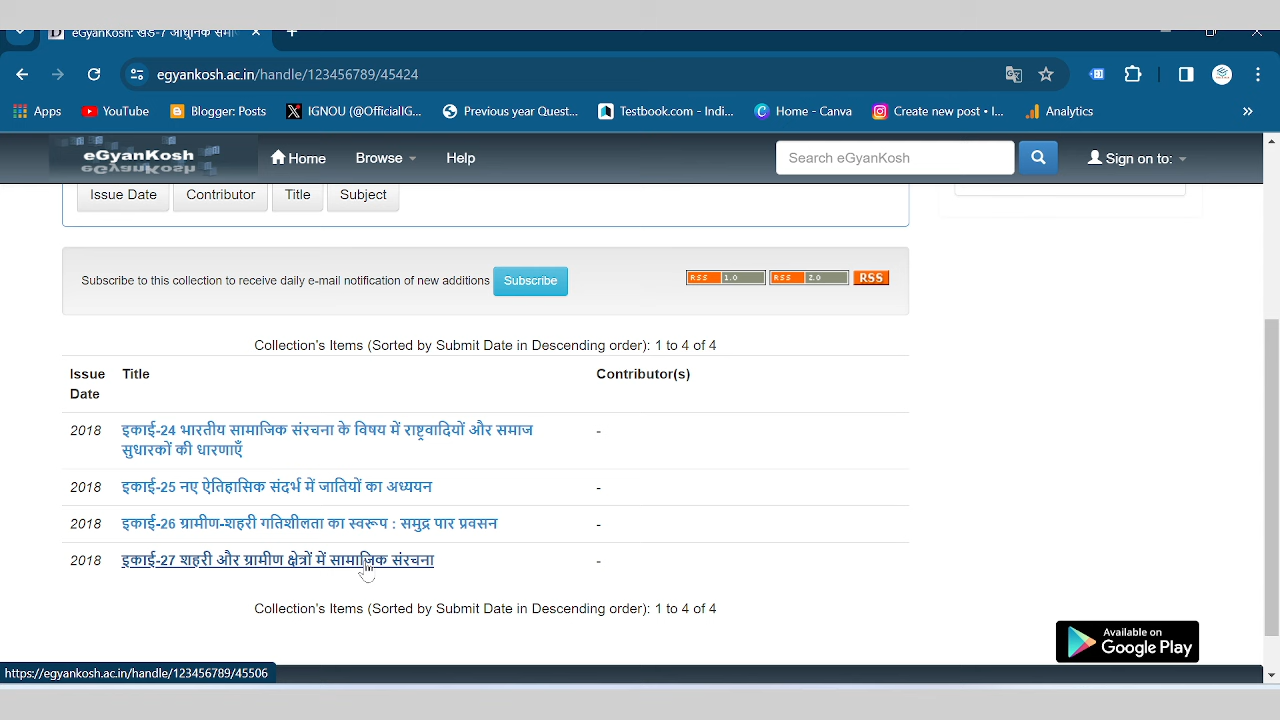 eGyanKosh: खंड-7 आधुनिक समा
egyankosh.ac.in/handle/123456789/45424
Apps YouTube Blogger: Posts IGNOU (@OfficialIG... Previous year Quest... Testbook.com - Indi... Home - Canva Create new post • I... Analytics
eGyanKosh Home Browse Help Search eGyanKosh Sign on to:
Issue Date Contributor Title Subject
Subscribe to this collection to receive daily e-mail notification of new additions Subscribe RSS 1.0 RSS 2.0 RSS
Collection's Items (Sorted by Submit Date in Descending order): 1 to 4 of 4
Issue Date Title Contributor(s)
2018 इकाई-24 भारतीय सामाजिक संरचना के विषय में राष्ट्रवादियों और समाज -
सुधारकों की धारणाएँ
2018 इकाई-25 नए ऐतिहासिक संदर्भ में जातियों का अध्ययन -
2018 इकाई-26 ग्रामीण-शहरी गतिशीलता का स्वरूप : समुद्र पार प्रवसन -
2018 इकाई-27 शहरी और ग्रामीण क्षेत्रों में सामाजिक संरचना -
Collection's Items (Sorted by Submit Date in Descending order): 1 to 4 of 4
Available on
Google Play
https://egyankosh.ac.in/handle/123456789/45506